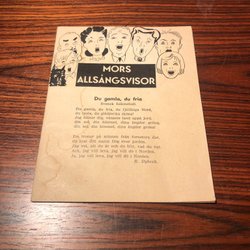 MORS
ALLSÅNGSVISOR
Du gamla, du fria
Svensk folkmelodi
Du gamla, du fria, du fjällhöga Nord,
du tysta, du glädjerika sköna!
Jag hälsar dig, vänaste land uppå jord,
din sol, din himmel, dina ängder gröna,
din sol, din himmel, dina ängder gröna!
Du tronar på minnen från fornstora dar,
då ärat ditt namn flög över jorden.
Jag vet, att du är och du blir, vad du var.
Ack, jag vill leva, jag vill dö i Norden.
Ja, jag vill leva, jag vill dö i Norden.
R. Dybeck.